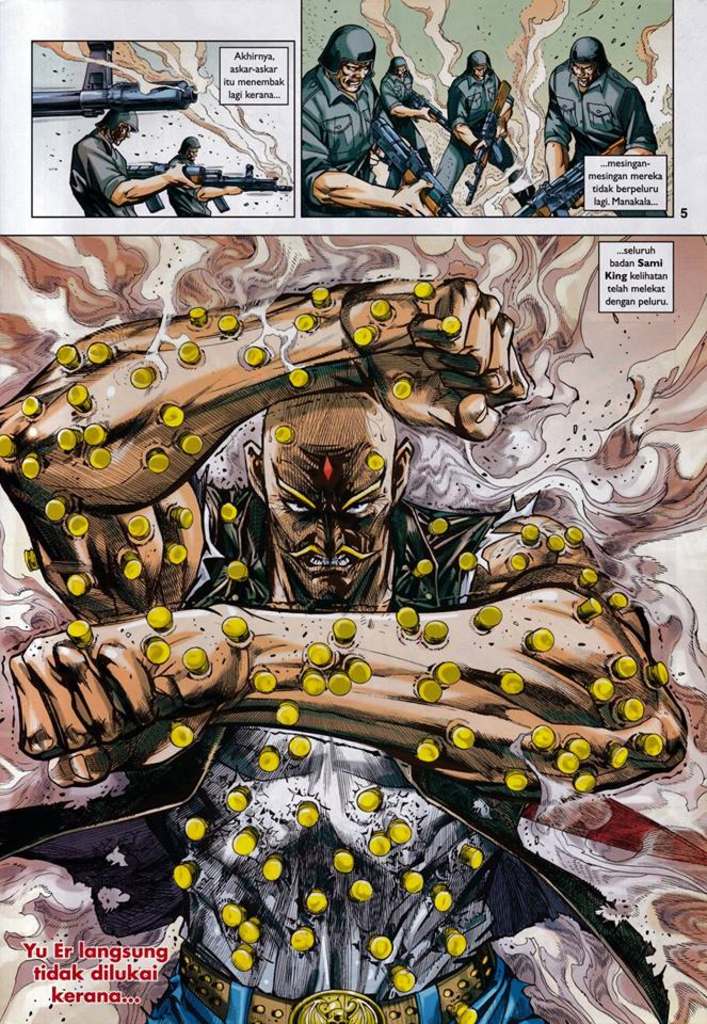 Akhirnya,
askar-askar
itu menembak
lagi kerana...
...mesingan-
mesingan mereka
tidak berpeluru
lagi. Manakala...
5
...seluruh
badan Sami
King kelihatan
telah melekat
dengan peluru.
Yu Er langsung
tidak dilukai
kerana...